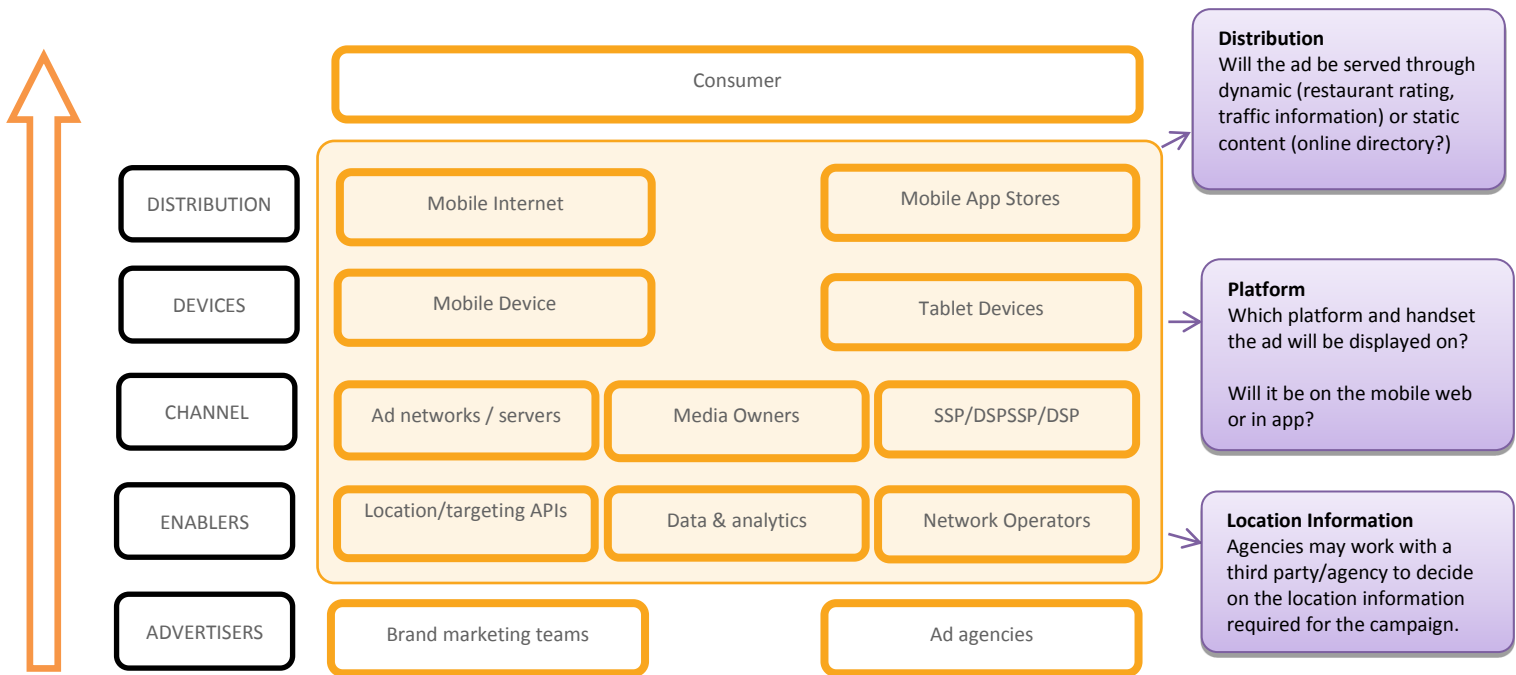 Consumer
DISTRIBUTION
Mobile Internet
Mobile App Stores
DEVICES
Mobile Device
Tablet Devices
CHANNEL
Ad networks / servers
Media Owners
SSP/DSPSSP/DSP
ENABLERS
Location/targeting APIs
Data & analytics
Network Operators
ADVERTISERS
Brand marketing teams
Ad agencies
Distribution
Will the ad be served through
dynamic (restaurant rating,
traffic information) or static
content (online directory?)
Platform
Which platform and handset
the ad will be displayed on?
Will it be on the mobile web
or in app?
Location Information
Agencies may work with a
third party/agency to decide
on the location information
required for the campaign.